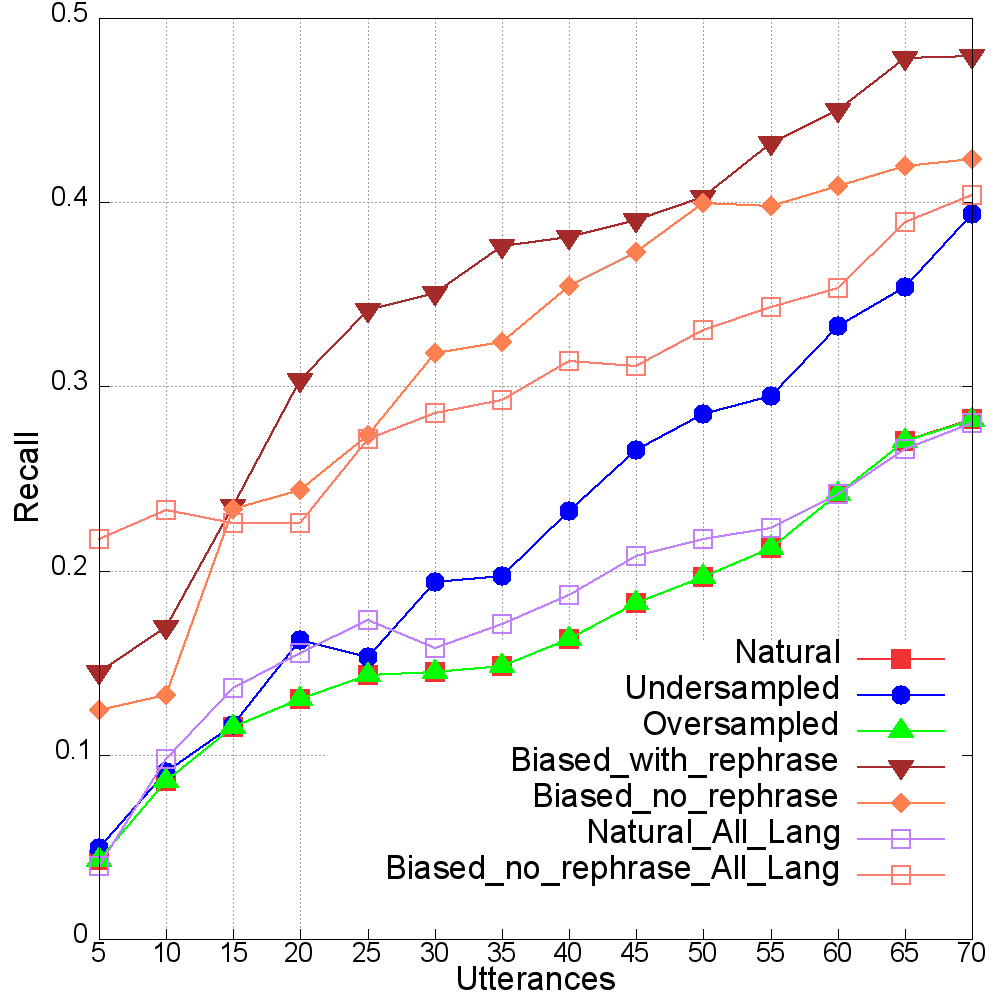 0.5
0.4
0.3
0.2
0.1
0
Recall
5 10 15 20 25 30 35 40 45 50 55 60 65 70
Utterances
Natural
Undersampled
Oversampled
Biased_with_rephrase
Biased_no_rephrase
Natural_All_Lang
Biased_no_rephrase_All_Lang